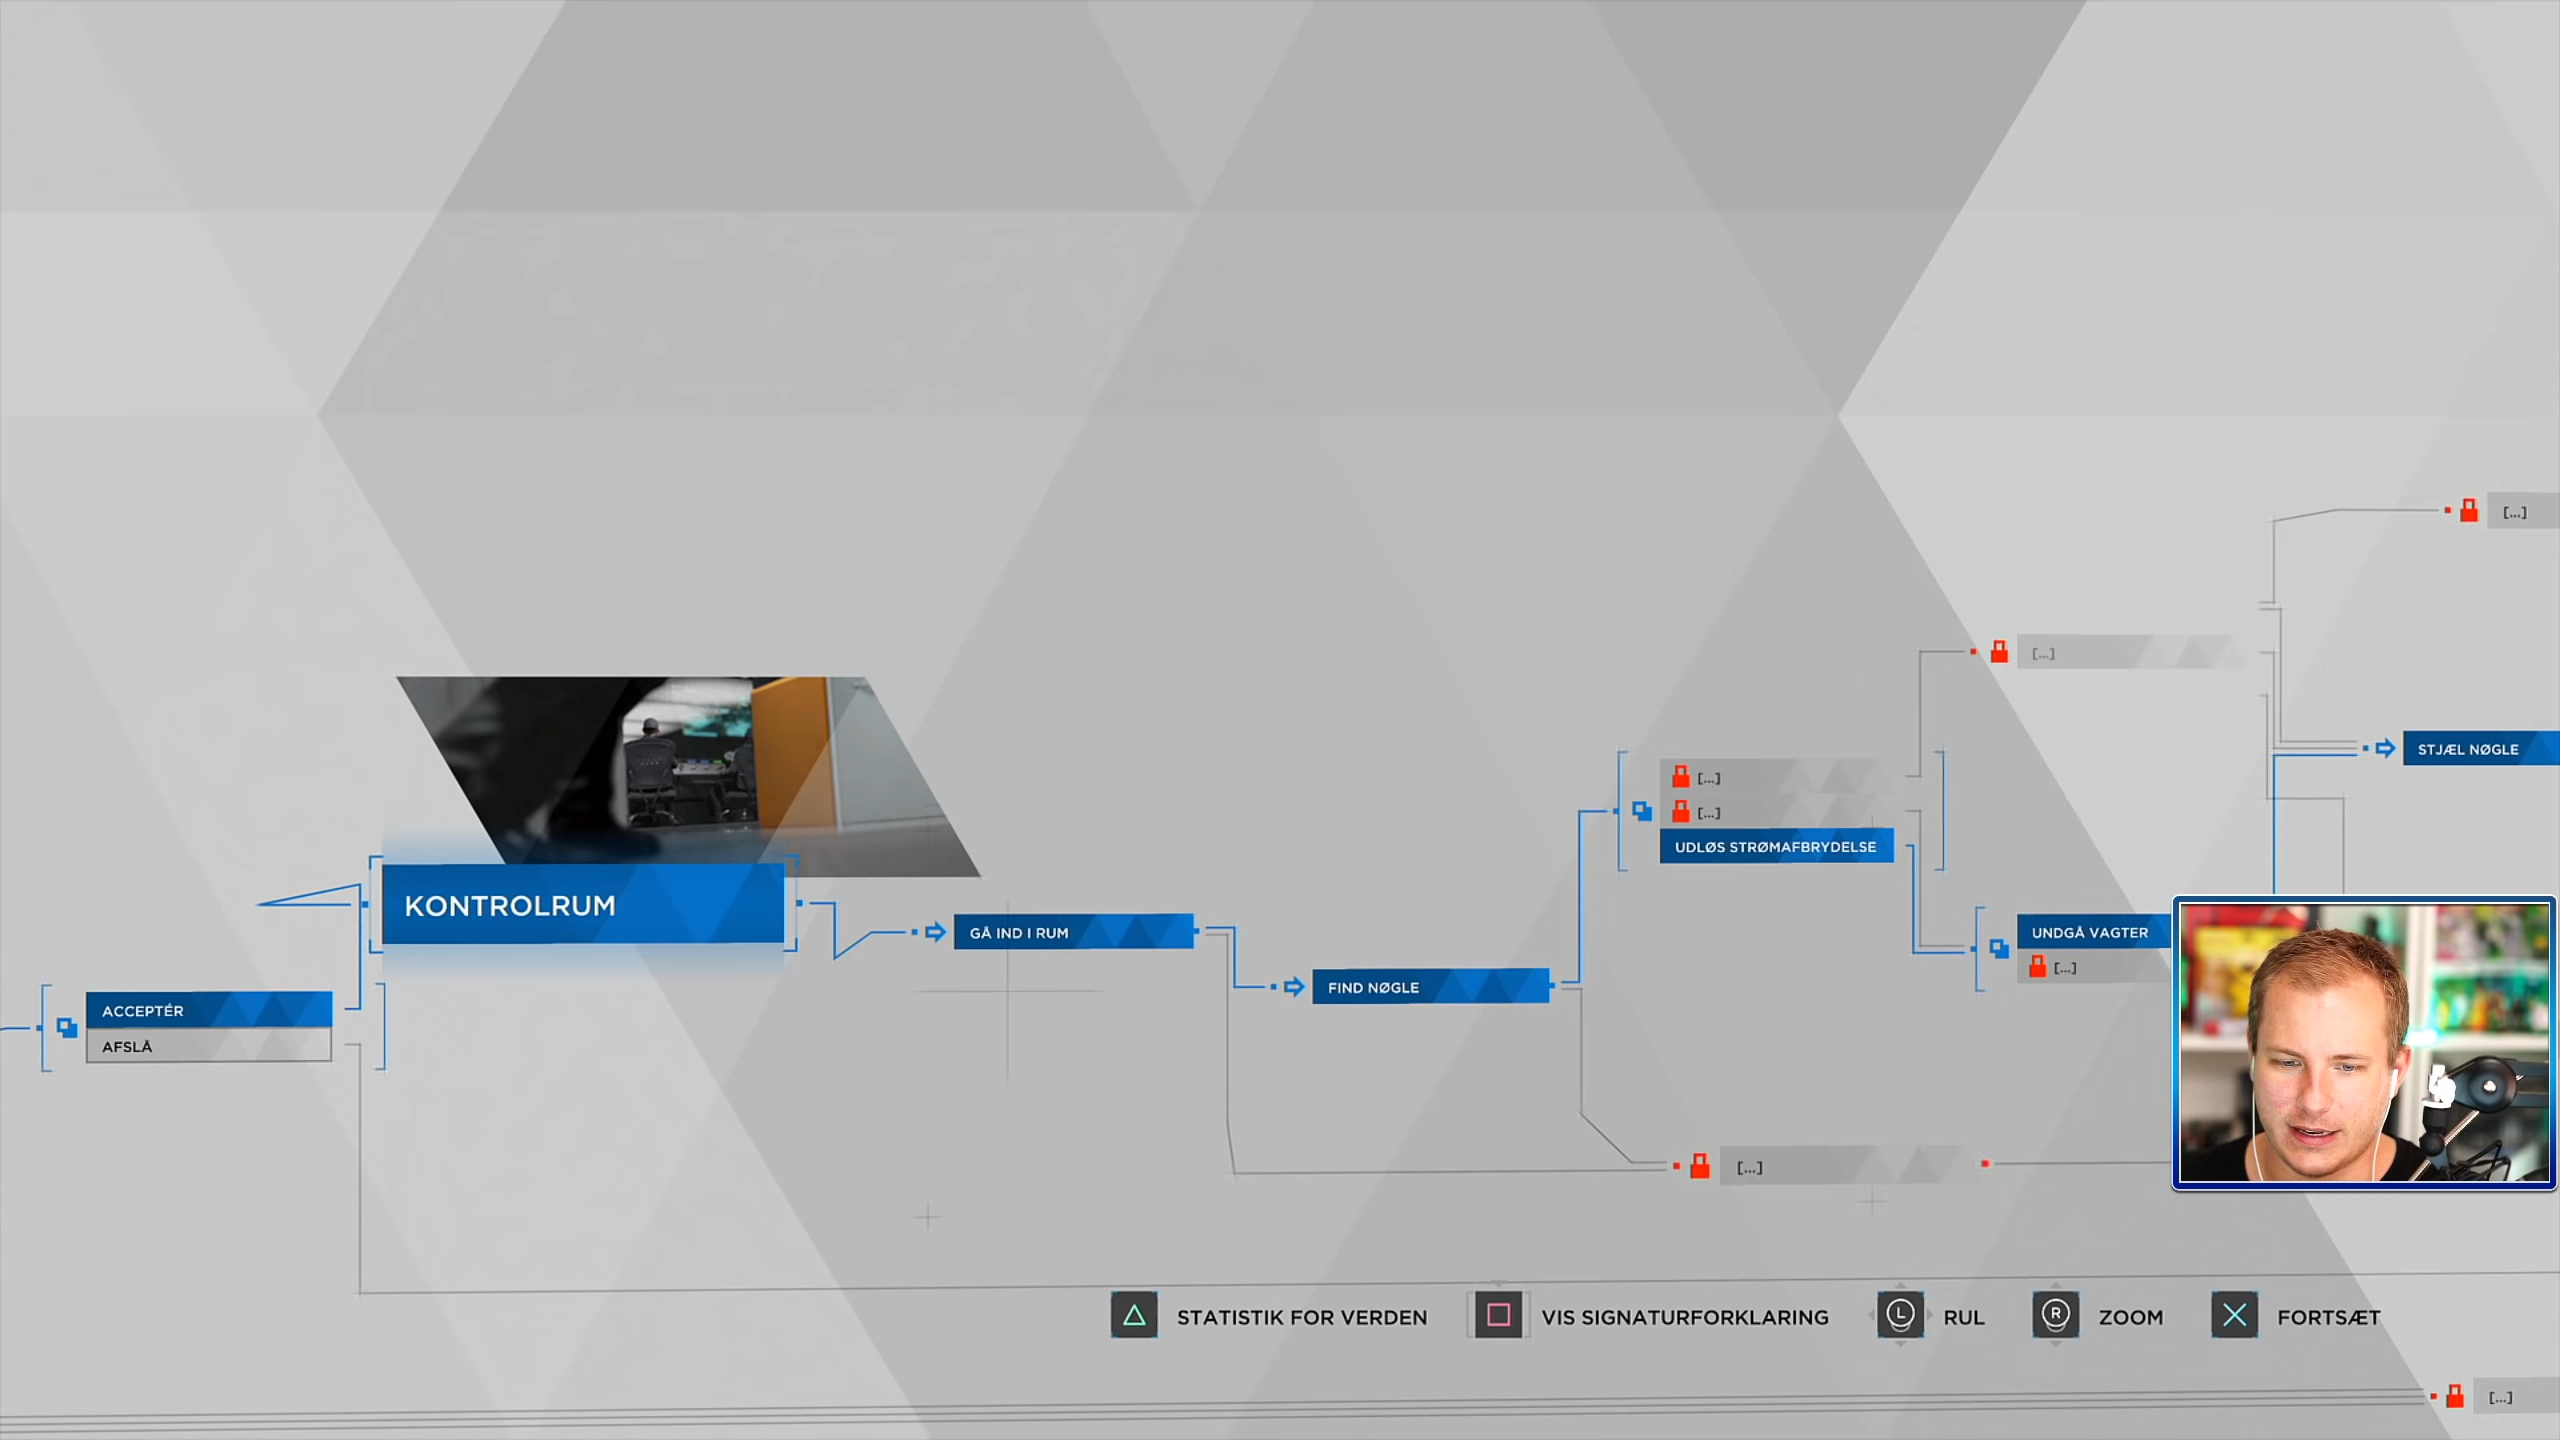 [...]
[...]
STJÆL NØGLE
[...]
[...]
UDLØS STRØMAFBRYDELSE
KONTROLRUM
GÅ IND I RUM
UNDGÅ VAGTER
[...]
FIND NØGLE
ACCEPTÉR
AFSLÅ
[...]
STATISTIK FOR VERDEN
VIS SIGNATURFORKLARING
L RUL
R ZOOM
FORTSÆT
[...]